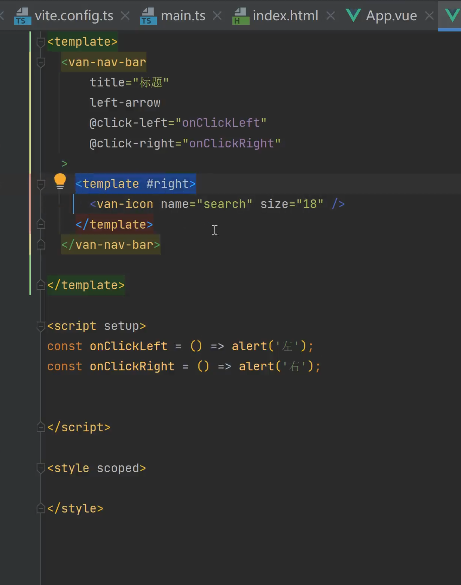 vite.config.ts main.ts index.html App.vue
<template>
<van-nav-bar
title="标题"
left-arrow
@click-left="onClickLeft"
@click-right="onClickRight"
>
<template #right>
<van-icon name="search" size="18" />
</template>
</van-nav-bar>
</template>
<script setup>
const onClickLeft = () => alert('左');
const onClickRight = () => alert('右');
</script>
<style scoped>
</style>